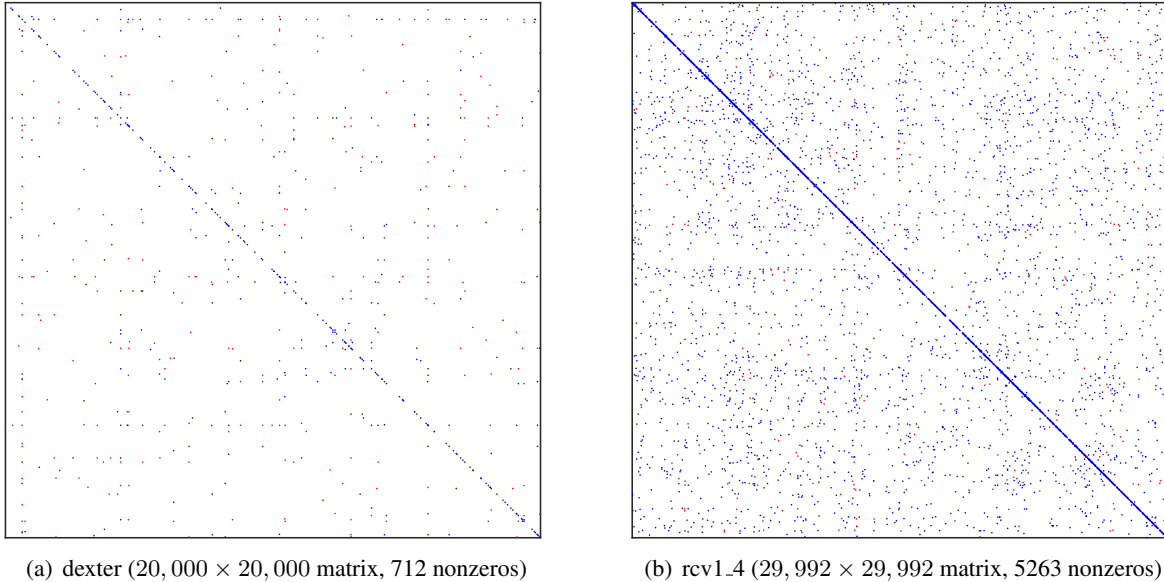 (a) dexter (20, 000 × 20, 000 matrix, 712 nonzeros)
(b) rcv1_4 (29, 992 × 29, 992 matrix, 5263 nonzeros)